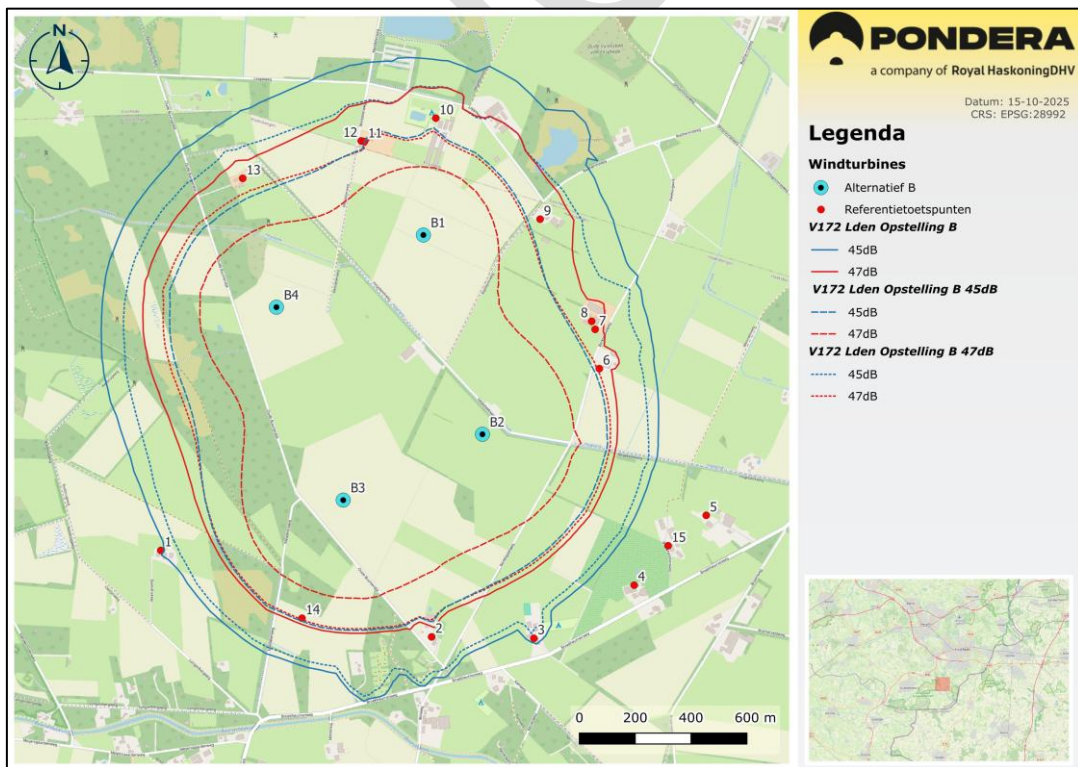 N
10
12
11
13
9
B1
B4
8
7
6
B2
B3
5
1
15
4
14
2
3
0 200 400 600 m
PONDERA
a company of Royal HaskoningDHV
Datum: 15-10-2025
CRS: EPSG:28992
Legenda
Windturbines
Alternatief B
Referentietoetspunten
V172 Lden Opstelling B
45dB
47dB
V172 Lden Opstelling B 45dB
45dB
47dB
V172 Lden Opstelling B 47dB
45dB
47dB